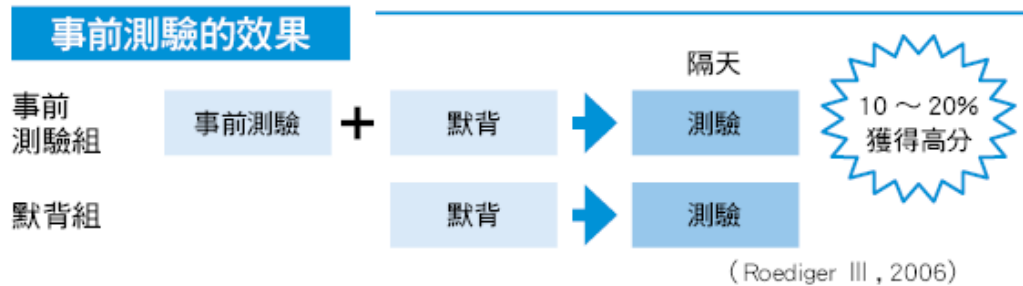 事前測驗的效果
隔天
事前
測驗組
事前測驗 + 默背 測驗
10～20%
獲得高分
默背組
默背 測驗
（Roediger Ⅲ, 2006）